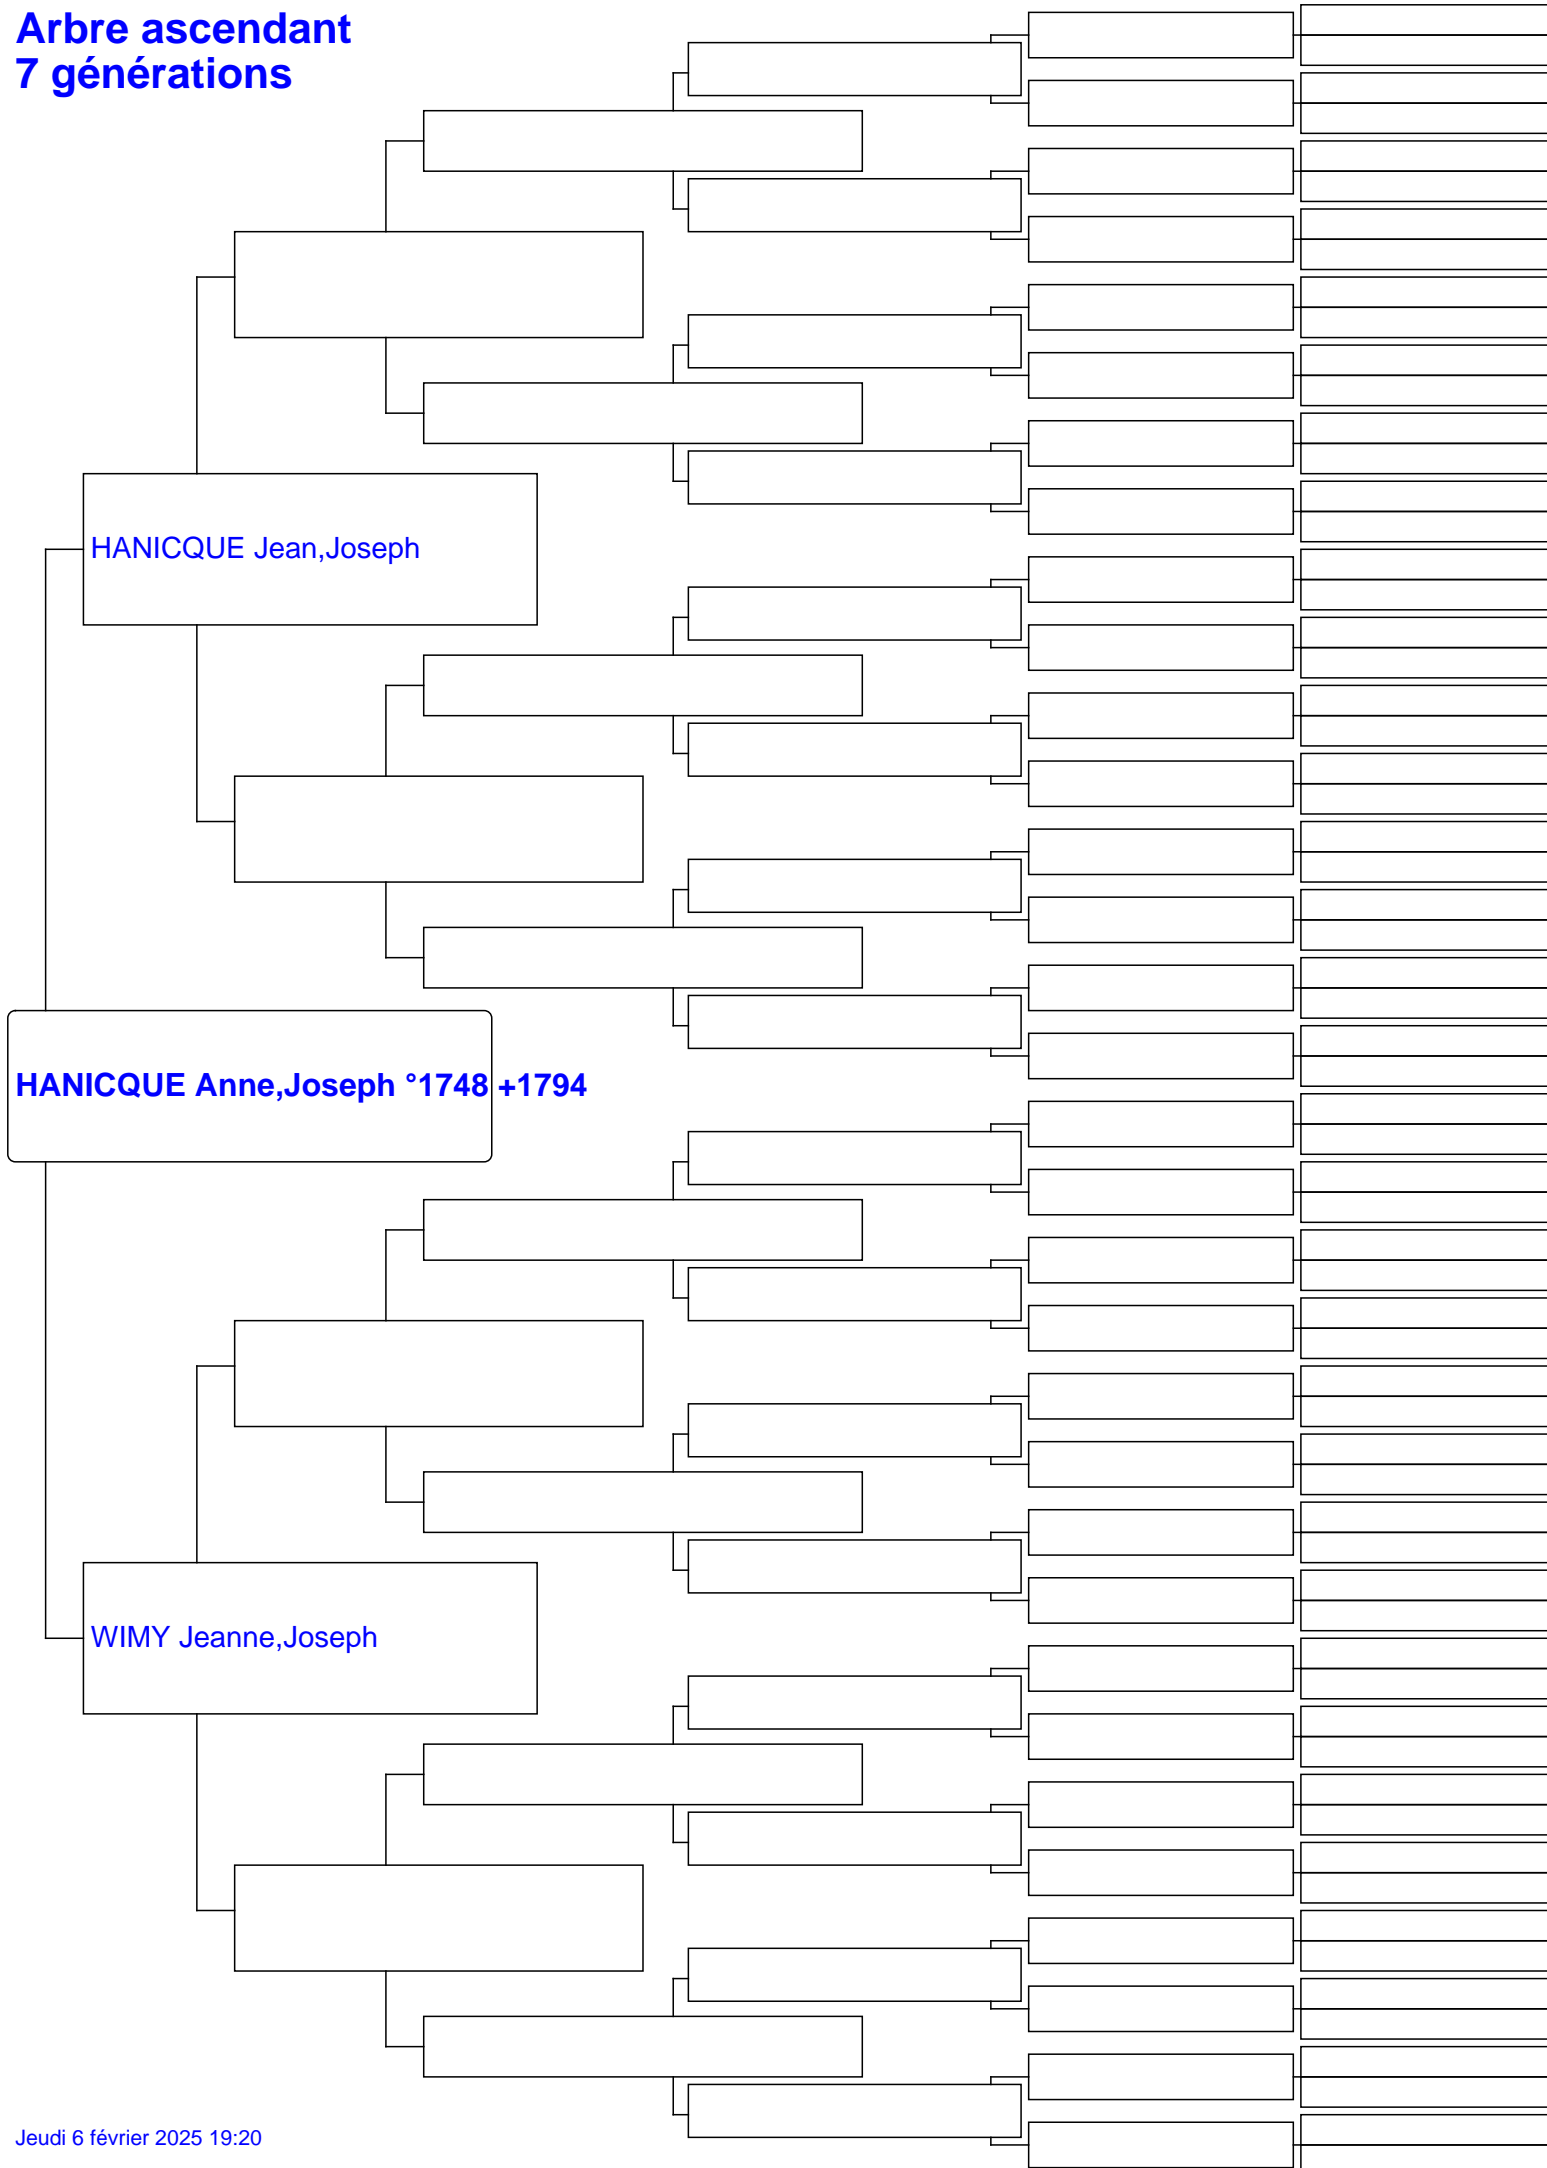 Arbre ascendant
7 générations
HANICQUE Jean,Joseph
HANICQUE Anne,Joseph °1748 +1794
WIMY Jeanne,Joseph
Jeudi 6 février 2025 19:20